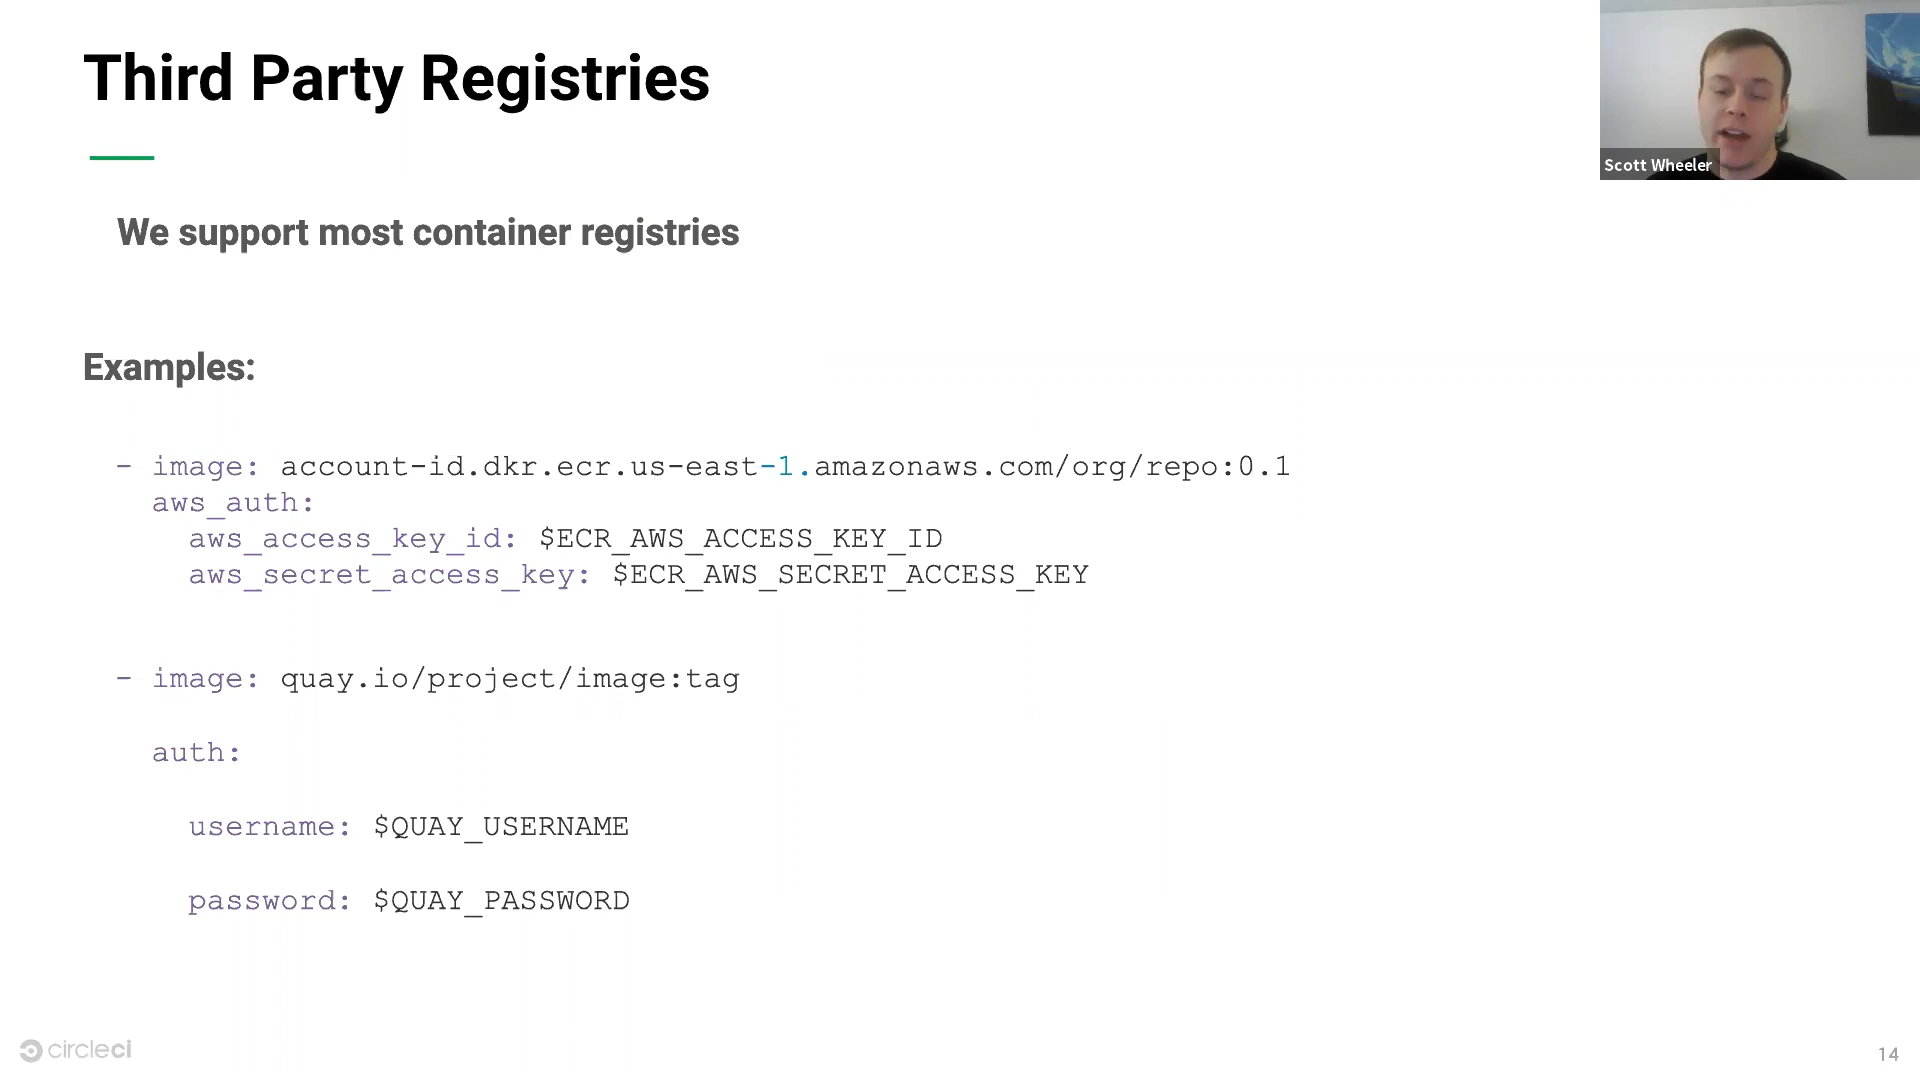 Third Party Registries
Scott Wheeler
We support most container registries
Examples:
- image: account-id.dkr.ecr.us-east-1.amazonaws.com/org/repo:0.1
aws_auth:
aws_access_key_id: $ECR_AWS_ACCESS_KEY_ID
aws_secret_access_key: $ECR_AWS_SECRET_ACCESS_KEY
- image: quay.io/project/image:tag
auth:
username: $QUAY_USERNAME
password: $QUAY_PASSWORD
circleci
14